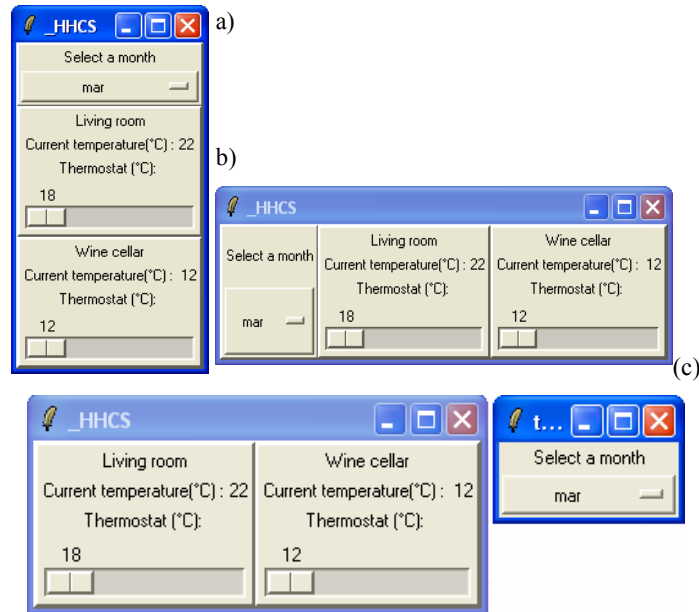 _HHCS
a)
Select a month
mar
Living room
Current temperature(°C) : 22
Thermostat (°C):
18
Wine cellar
Current temperature(°C) : 12
Thermostat (°C):
12
b)
_HHCS
Select a month
mar
Living room
Current temperature(°C) : 22
Thermostat (°C):
18
Wine cellar
Current temperature(°C) : 12
Thermostat (°C):
12
(c)
_HHCS
Living room
Current temperature(°C) : 22
Thermostat (°C):
18
Wine cellar
Current temperature(°C) : 12
Thermostat (°C):
12
t...
Select a month
mar